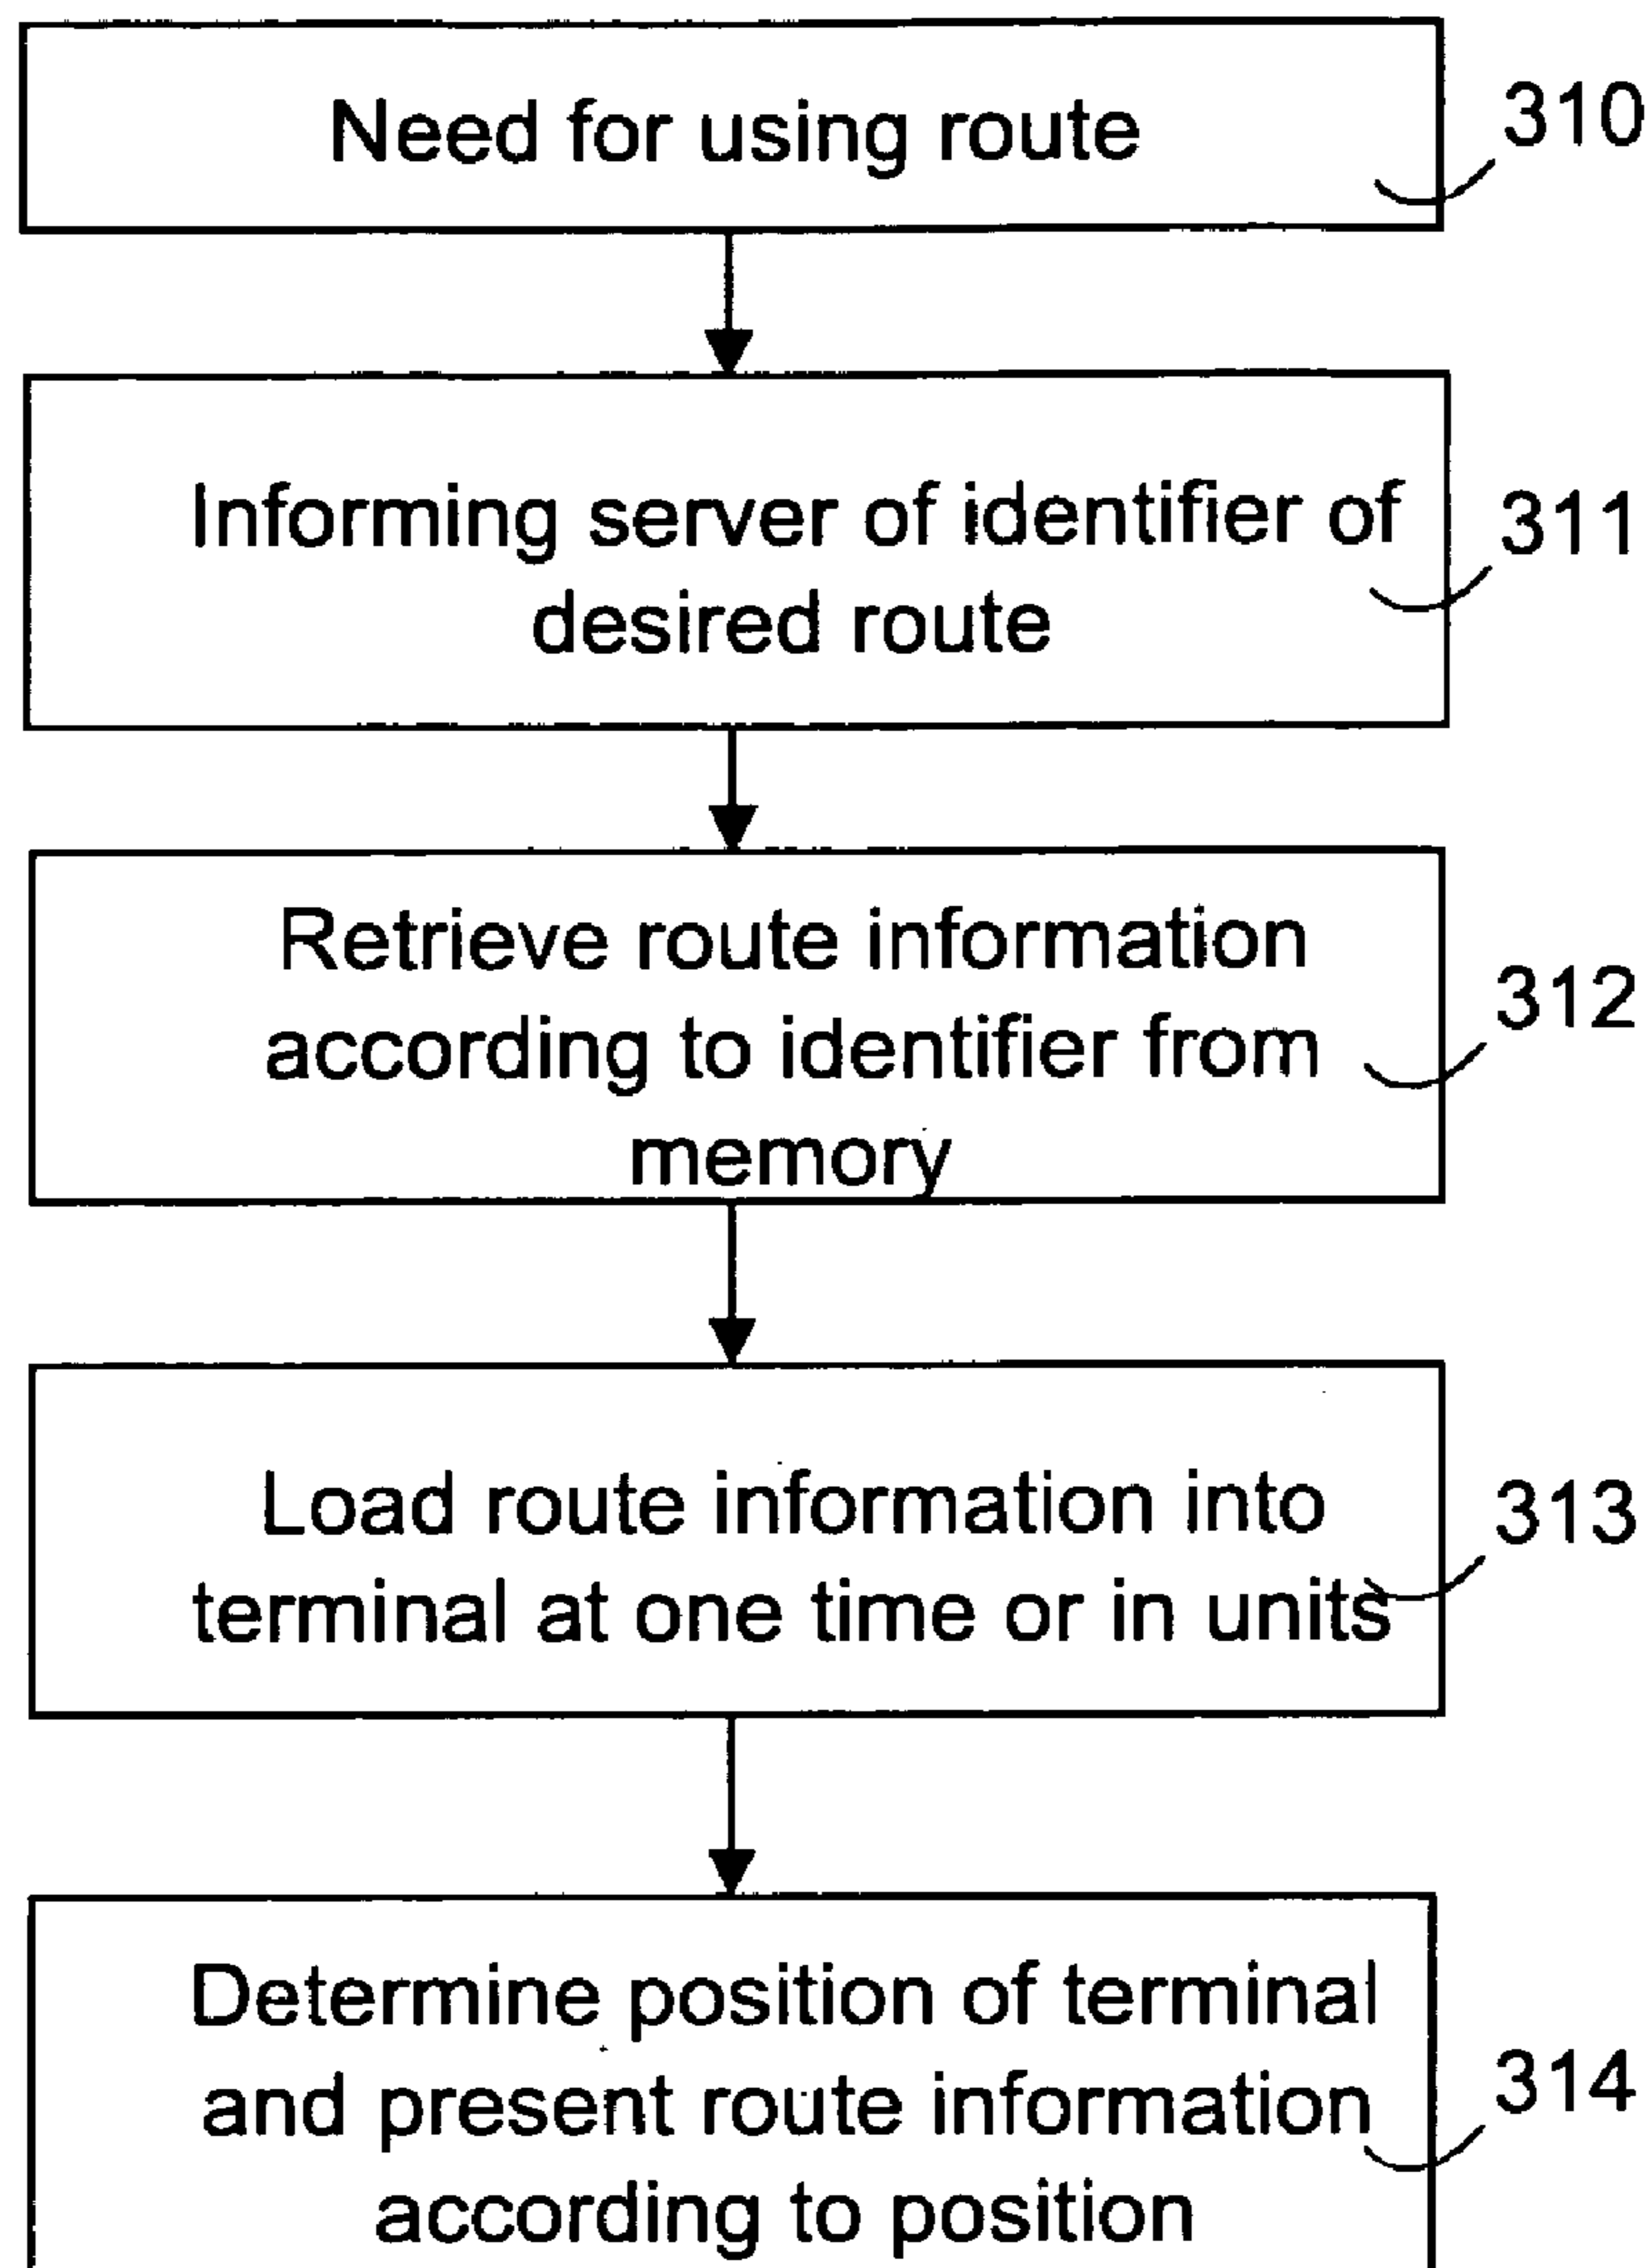 Need for using route
310
Informing server of identifier of
desired route
311
Retrieve route information
according to identifier from
memory
312
Load route information into
terminal at one time or in units
313
Determine position of terminal
and present route information
according to position
314